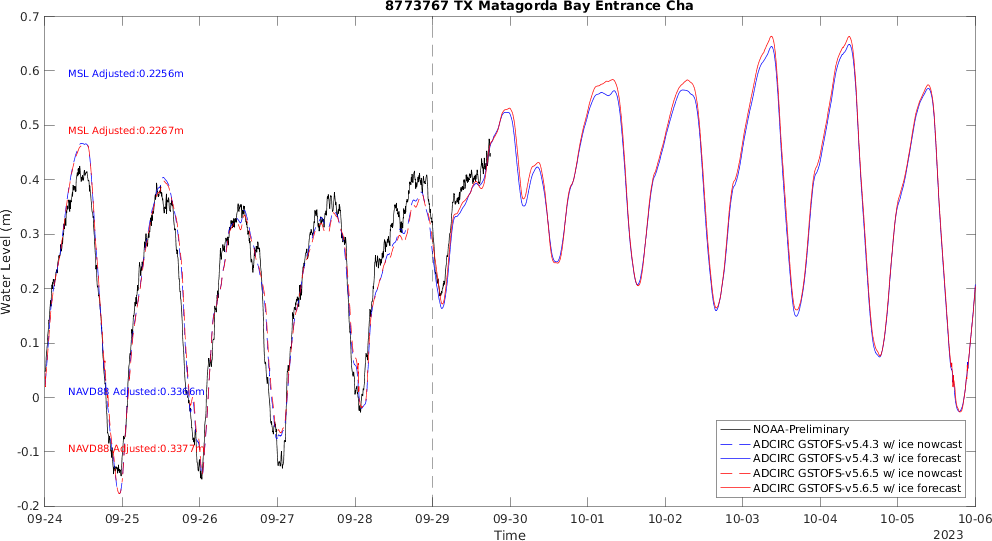 8773767 TX Matagorda Bay Entrance Cha
0.7
0.6
0.5
0.4
0.3
0.2
0.1
0
-0.1
-0.2
Water Level (m)
MSL Adjusted:0.2256m
MSL Adjusted:0.2267m
NAVD88 Adjusted:0.3366m
NAVD88 Adjusted:0.3377m
NOAA-Preliminary
ADCIRC GSTOFS-v5.4.3 w/ ice nowcast
ADCIRC GSTOFS-v5.4.3 w/ ice forecast
ADCIRC GSTOFS-v5.6.5 w/ ice nowcast
ADCIRC GSTOFS-v5.6.5 w/ ice forecast
09-24 09-25 09-26 09-27 09-28 09-29 09-30 10-01 10-02 10-03 10-04 10-05 10-06
Time
2023